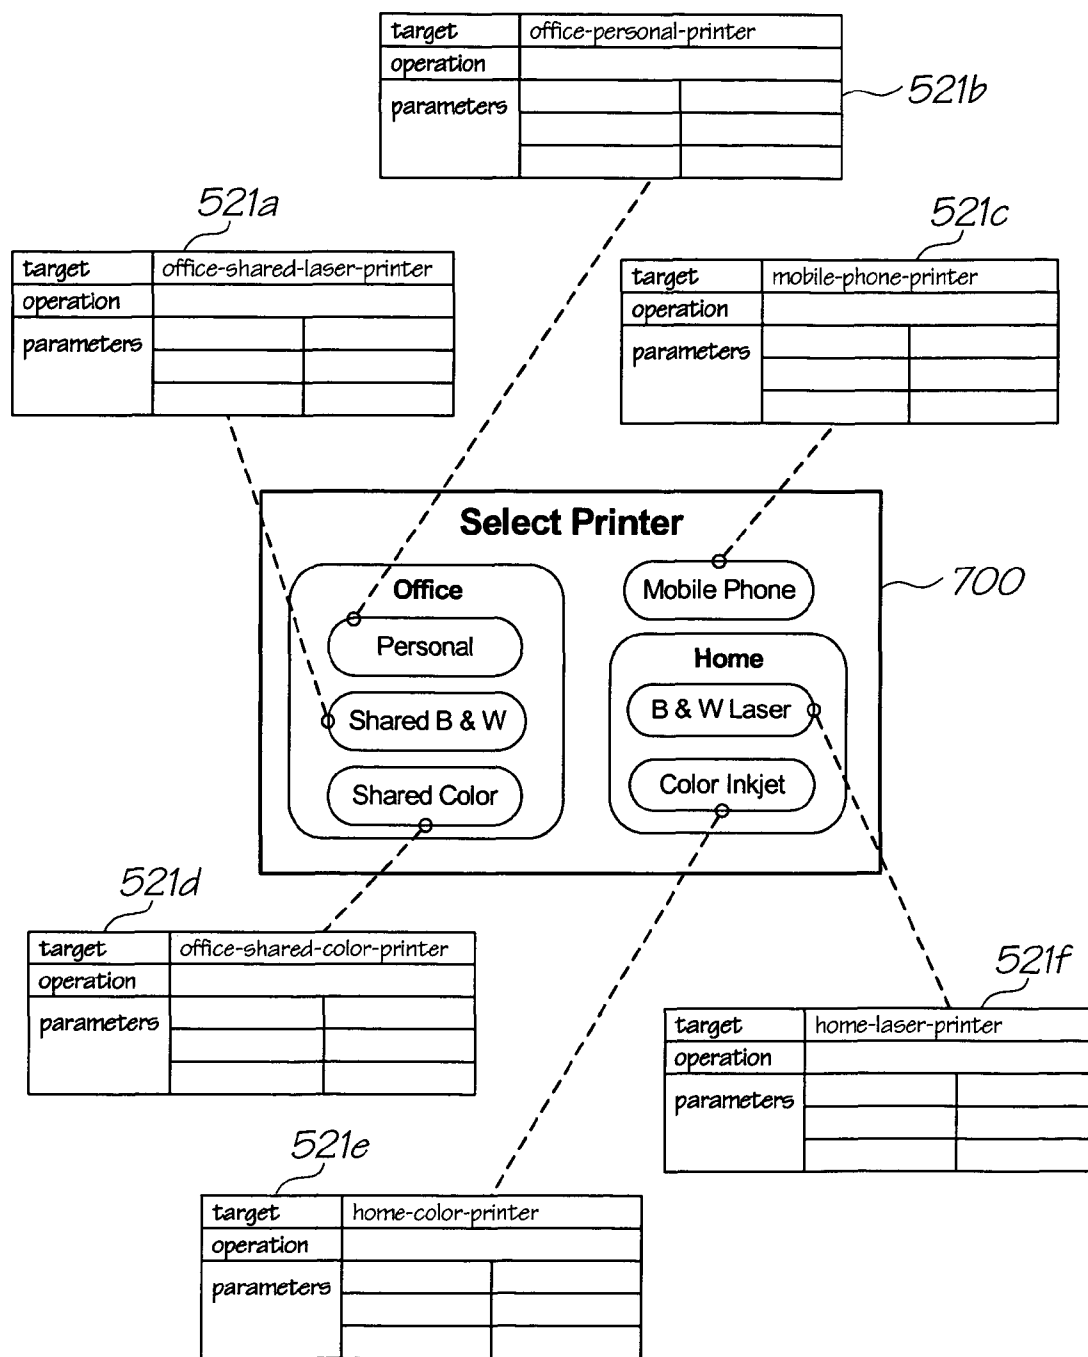 target office-personal-printer
operation
parameters
521b
521a
target office-shared-laser-printer
operation
parameters
521c
target mobile-phone-printer
operation
parameters
Select Printer
Office
Personal
Shared B & W
Shared Color
Mobile Phone
Home
B & W Laser
Color Inkjet
700
521d
target office-shared-color-printer
operation
parameters
521f
target home-laser-printer
operation
parameters
521e
target home-color-printer
operation
parameters